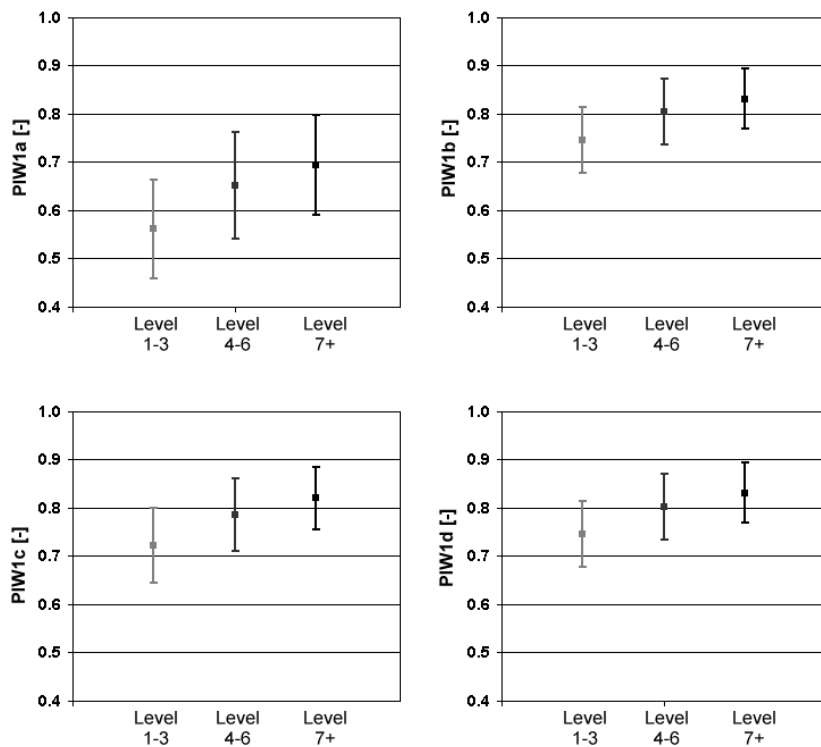 1.0
0.9
0.8
0.7
0.6
0.5
0.4
PIW1a [-]
Level 1-3
Level 4-6
Level 7+
1.0
0.9
0.8
0.7
0.6
0.5
0.4
PIW1b [-]
Level 1-3
Level 4-6
Level 7+
1.0
0.9
0.8
0.7
0.6
0.5
0.4
PIW1c [-]
Level 1-3
Level 4-6
Level 7+
1.0
0.9
0.8
0.7
0.6
0.5
0.4
PIW1d [-]
Level 1-3
Level 4-6
Level 7+